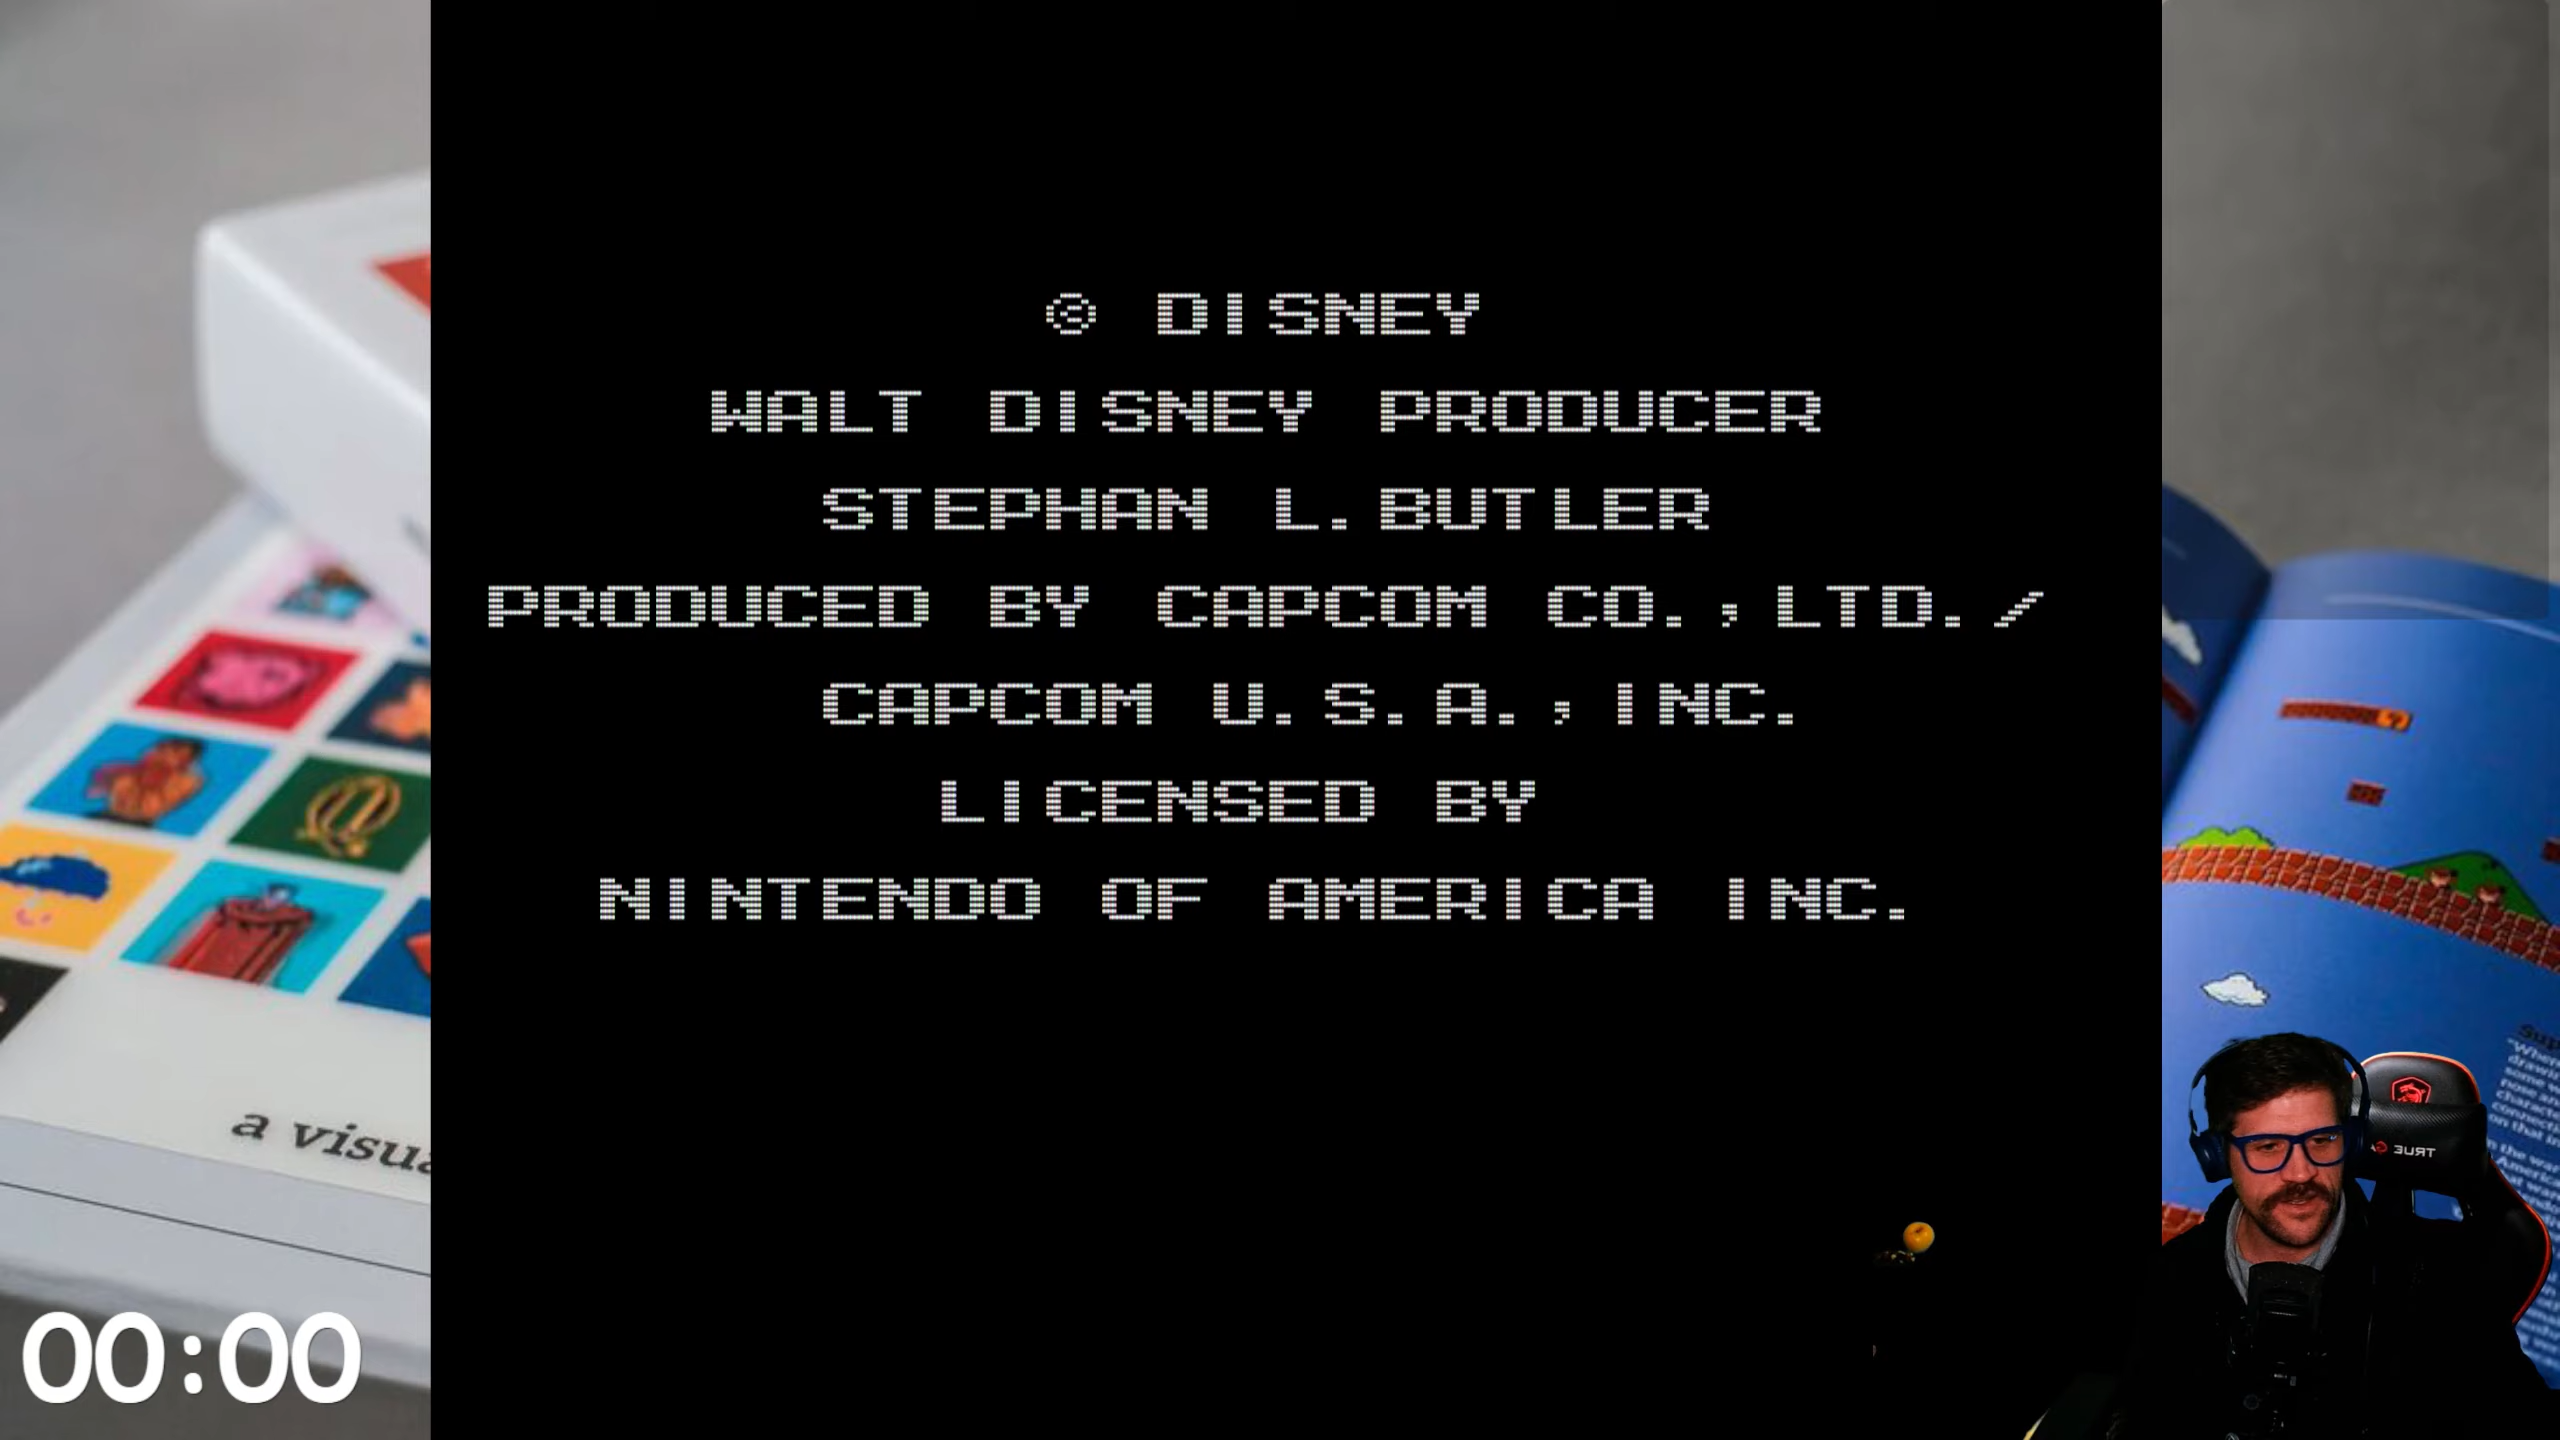 © DISNEY
WALT DISNEY PRODUCER
STEPHAN L.BUTLER
PRODUCED BY CAPCOM CO.,LTD./
CAPCOM U.S.A.,INC.
LICENSED BY
NINTENDO OF AMERICA INC.
a visua
00:00
TRUE